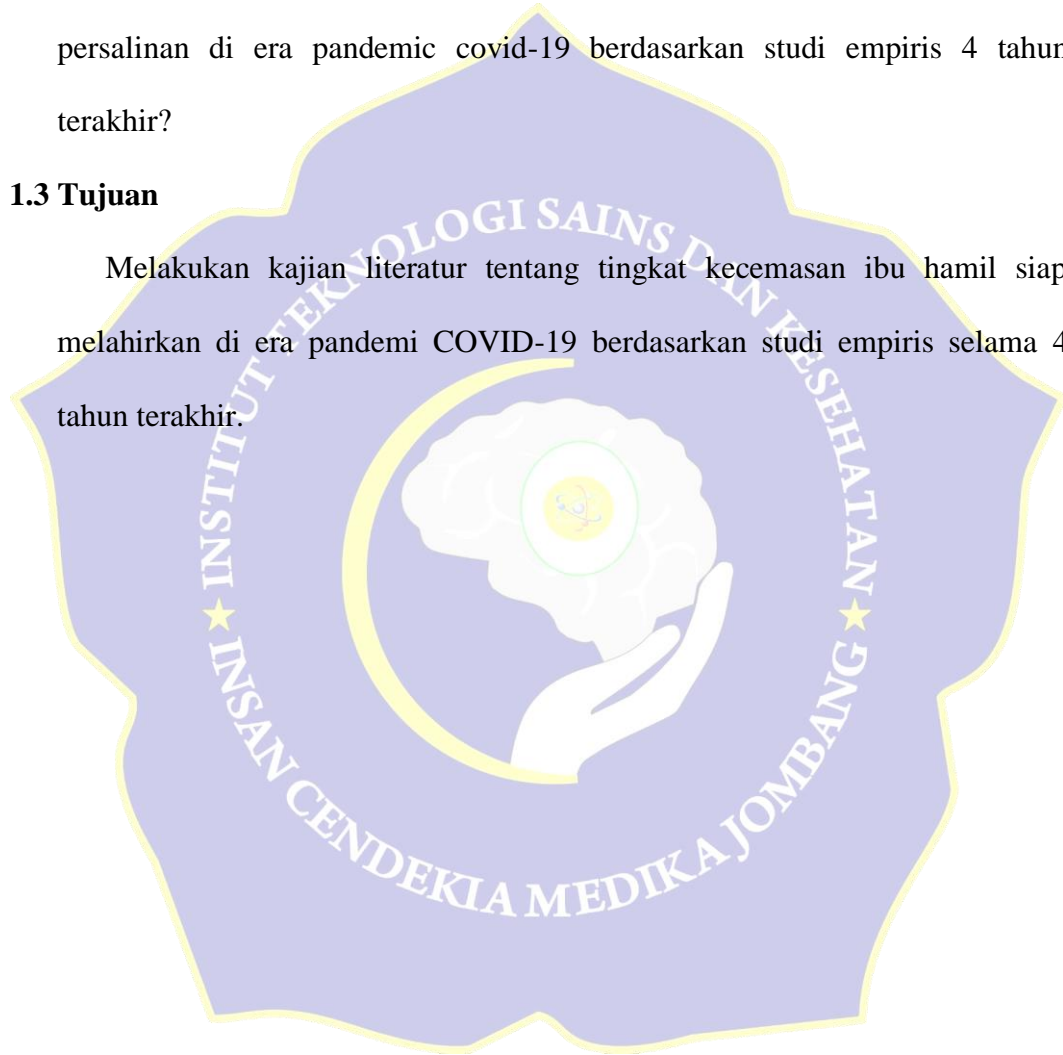 persalinan di era pandemic covid-19 berdasarkan studi empiris 4 tahun
terakhir?
1.3 Tujuan
Melakukan kajian literatur tentang tingkat kecemasan ibu hamil siap
melahirkan di era pandemi COVID-19 berdasarkan studi empiris selama 4
tahun terakhir.
INSTITUT TEKNOLOGI SAINS DAN KESEHATAN
INSAN CENDEKIA MEDIKA JOMBANG